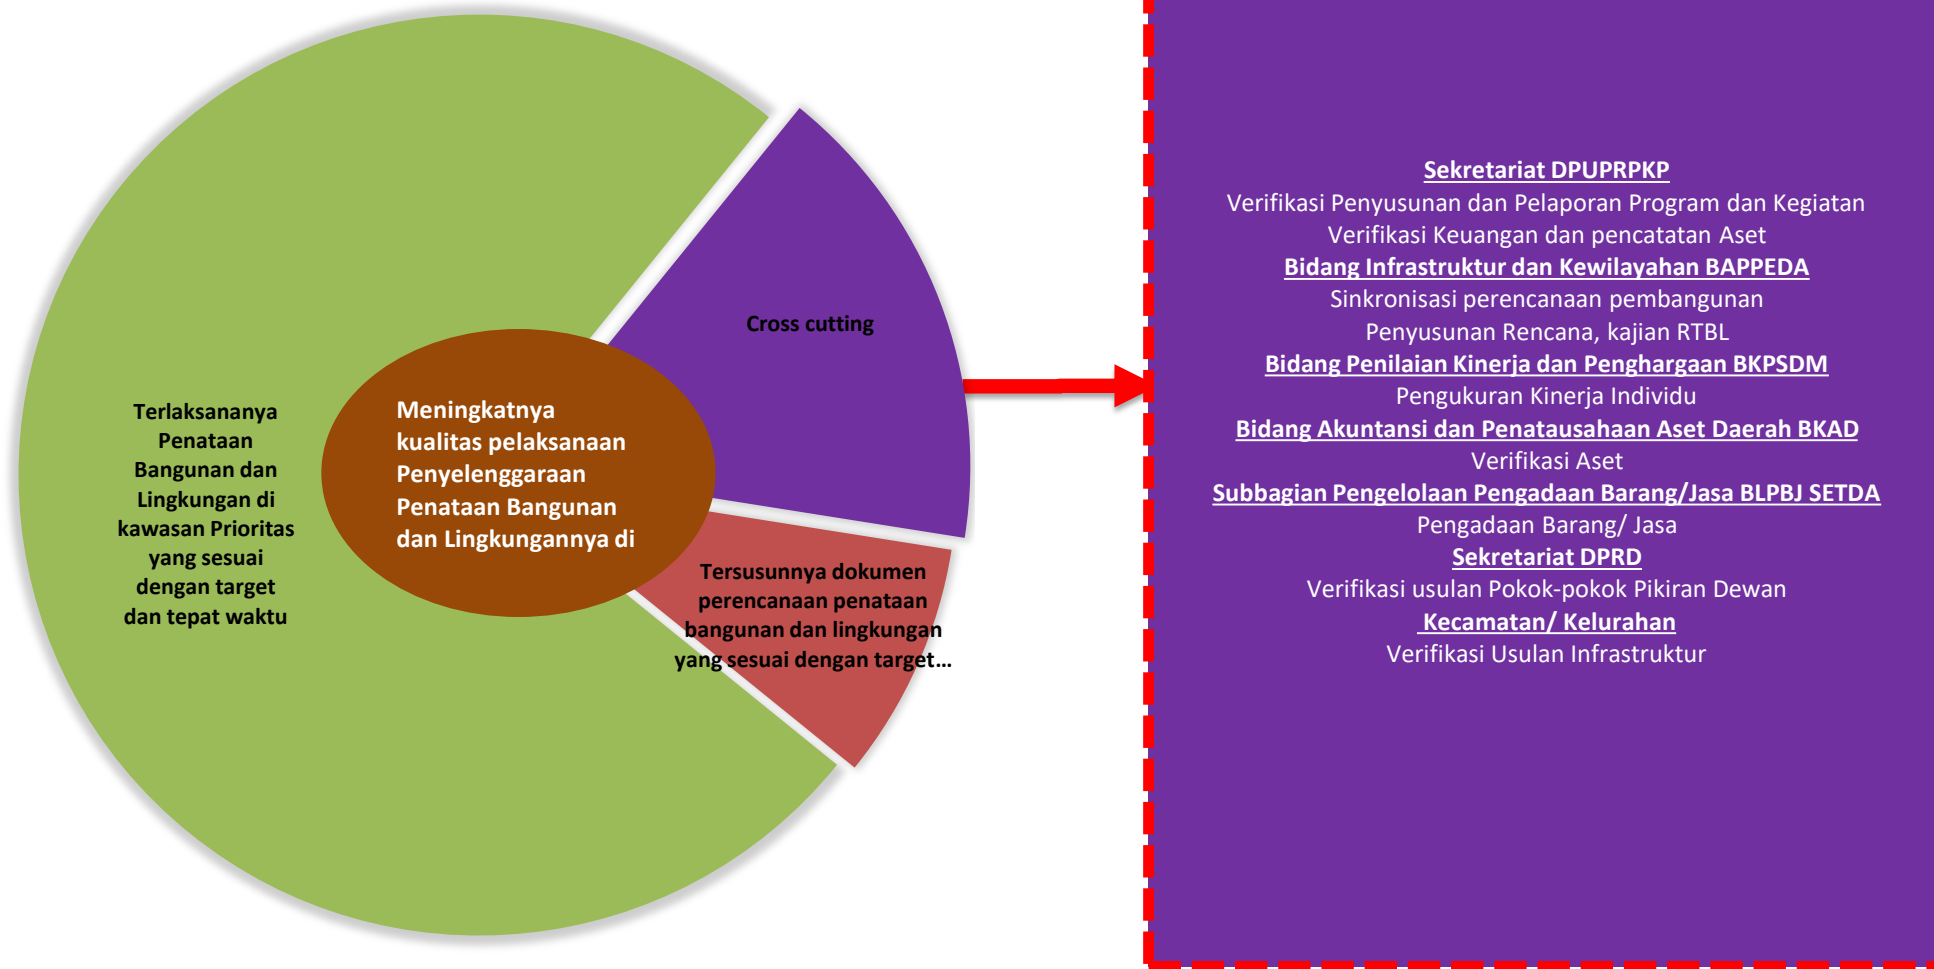 Terlaksananya
Penataan
Bangunan dan
Lingkungan di
kawasan Prioritas
yang sesuai
dengan target
dan tepat waktu
Meningkatnya
kualitas pelaksanaan
Penyelenggaraan
Penataan Bangunan
dan Lingkungannya di
Cross cutting
Tersusunnya dokumen
perencanaan penataan
bangunan dan lingkungan
yang sesuai dengan target...
Sekretariat DPUPRPKP
Verifikasi Penyusunan dan Pelaporan Program dan Kegiatan
Verifikasi Keuangan dan pencatatan Aset
Bidang Infrastruktur dan Kewilayahan BAPPEDA
Sinkronisasi perencanaan pembangunan
Penyusunan Rencana, kajian RTBL
Bidang Penilaian Kinerja dan Penghargaan BKPSDM
Pengukuran Kinerja Individu
Bidang Akuntansi dan Penatausahaan Aset Daerah BKAD
Verifikasi Aset
Subbagian Pengelolaan Pengadaan Barang/Jasa BLPBJ SETDA
Pengadaan Barang/ Jasa
Sekretariat DPRD
Verifikasi usulan Pokok-pokok Pikiran Dewan
Kecamatan/ Kelurahan
Verifikasi Usulan Infrastruktur